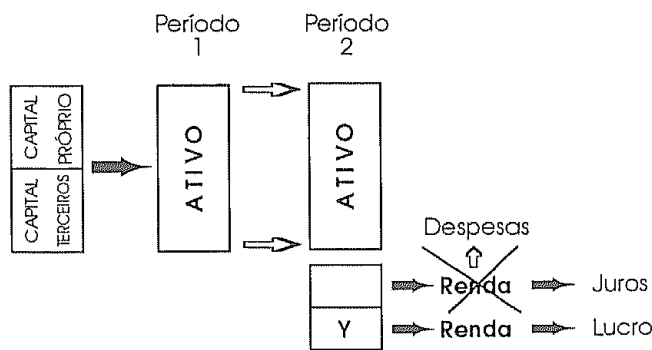 Período
1
Período
2
CAPITAL
PRÓPRIO
CAPITAL
TERCEIROS
ATIVO
ATIVO
Despesas
Renda
Juros
Y
Renda
Lucro